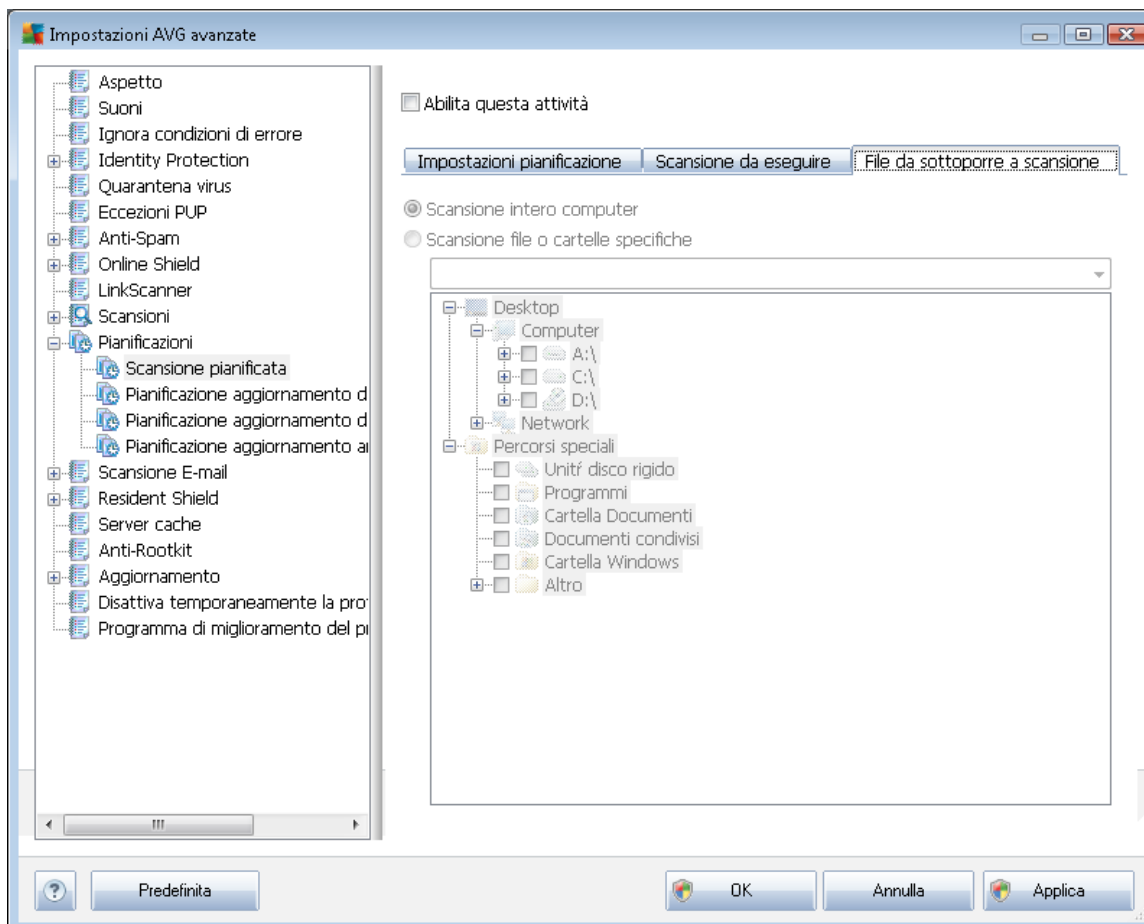 Impostazioni AVG avanzate
Aspetto
Suoni
Ignora condizioni di errore
Identity Protection
Quarantena virus
Eccezioni PUP
Anti-Spam
Online Shield
LinkScanner
Scansioni
Pianificazioni
Scansione pianificata
Pianificazione aggiornamento d
Pianificazione aggiornamento d
Pianificazione aggiornamento a
Scansione E-mail
Resident Shield
Server cache
Anti-Rootkit
Aggiornamento
Disattiva temporaneamente la pro
Programma di miglioramento del p
Abilita questa attività
Impostazioni pianificazione
Scansione da eseguire
File da sottoporre a scansione
Scansione intero computer
Scansione file o cartelle specifiche
Desktop
Computer
A:\
C:\
D:\
Network
Percorsi speciali
Unitŕ disco rigido
Programmi
Cartella Documenti
Documenti condivisi
Cartella Windows
Altro
?
Predefinita
OK
Annulla
Applica